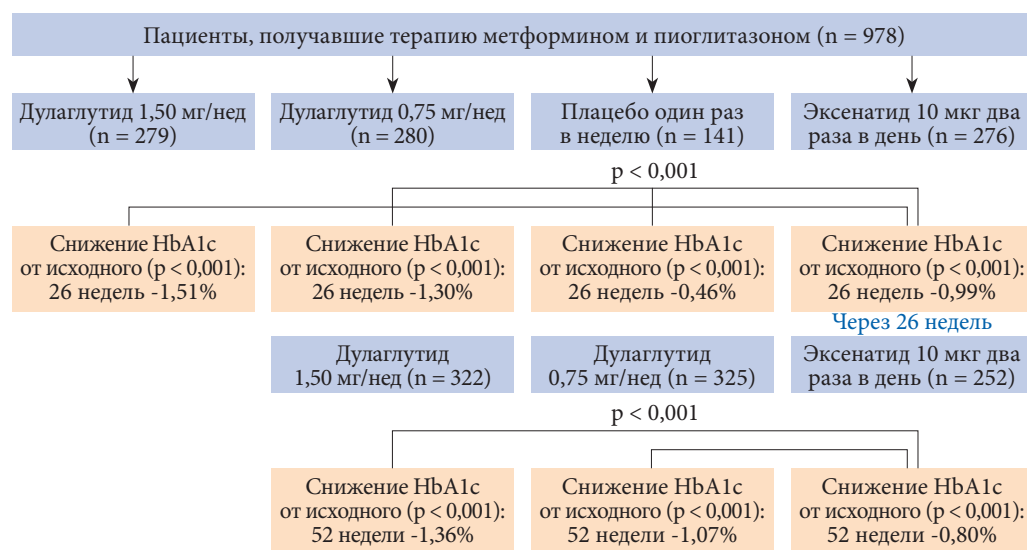 Пациенты, получавшие терапию метформином и пиоглитазоном (n = 978)
Дулаглутид 1,50 мг/нед
(n = 279)
Дулаглутид 0,75 мг/нед
(n = 280)
Плацебо один раз
в неделю (n = 141)
Эксенатид 10 мкг два
раза в день (n = 276)
p < 0,001
Снижение HbA1c
от исходного (p < 0,001):
26 недель -1,51%
Снижение HbA1c
от исходного (p < 0,001):
26 недель -1,30%
Снижение HbA1c
от исходного (p < 0,001):
26 недель -0,46%
Снижение HbA1c
от исходного (p < 0,001):
26 недель -0,99%
Через 26 недель
Дулаглутид
1,50 мг/нед (n = 322)
Дулаглутид
0,75 мг/нед (n = 325)
Эксенатид 10 мкг два
раза в день (n = 252)
p < 0,001
Снижение HbA1c
от исходного (p < 0,001):
52 недели -1,36%
Снижение HbA1c
от исходного (p < 0,001):
52 недели -1,07%
Снижение HbA1c
от исходного (p < 0,001):
52 недели -0,80%